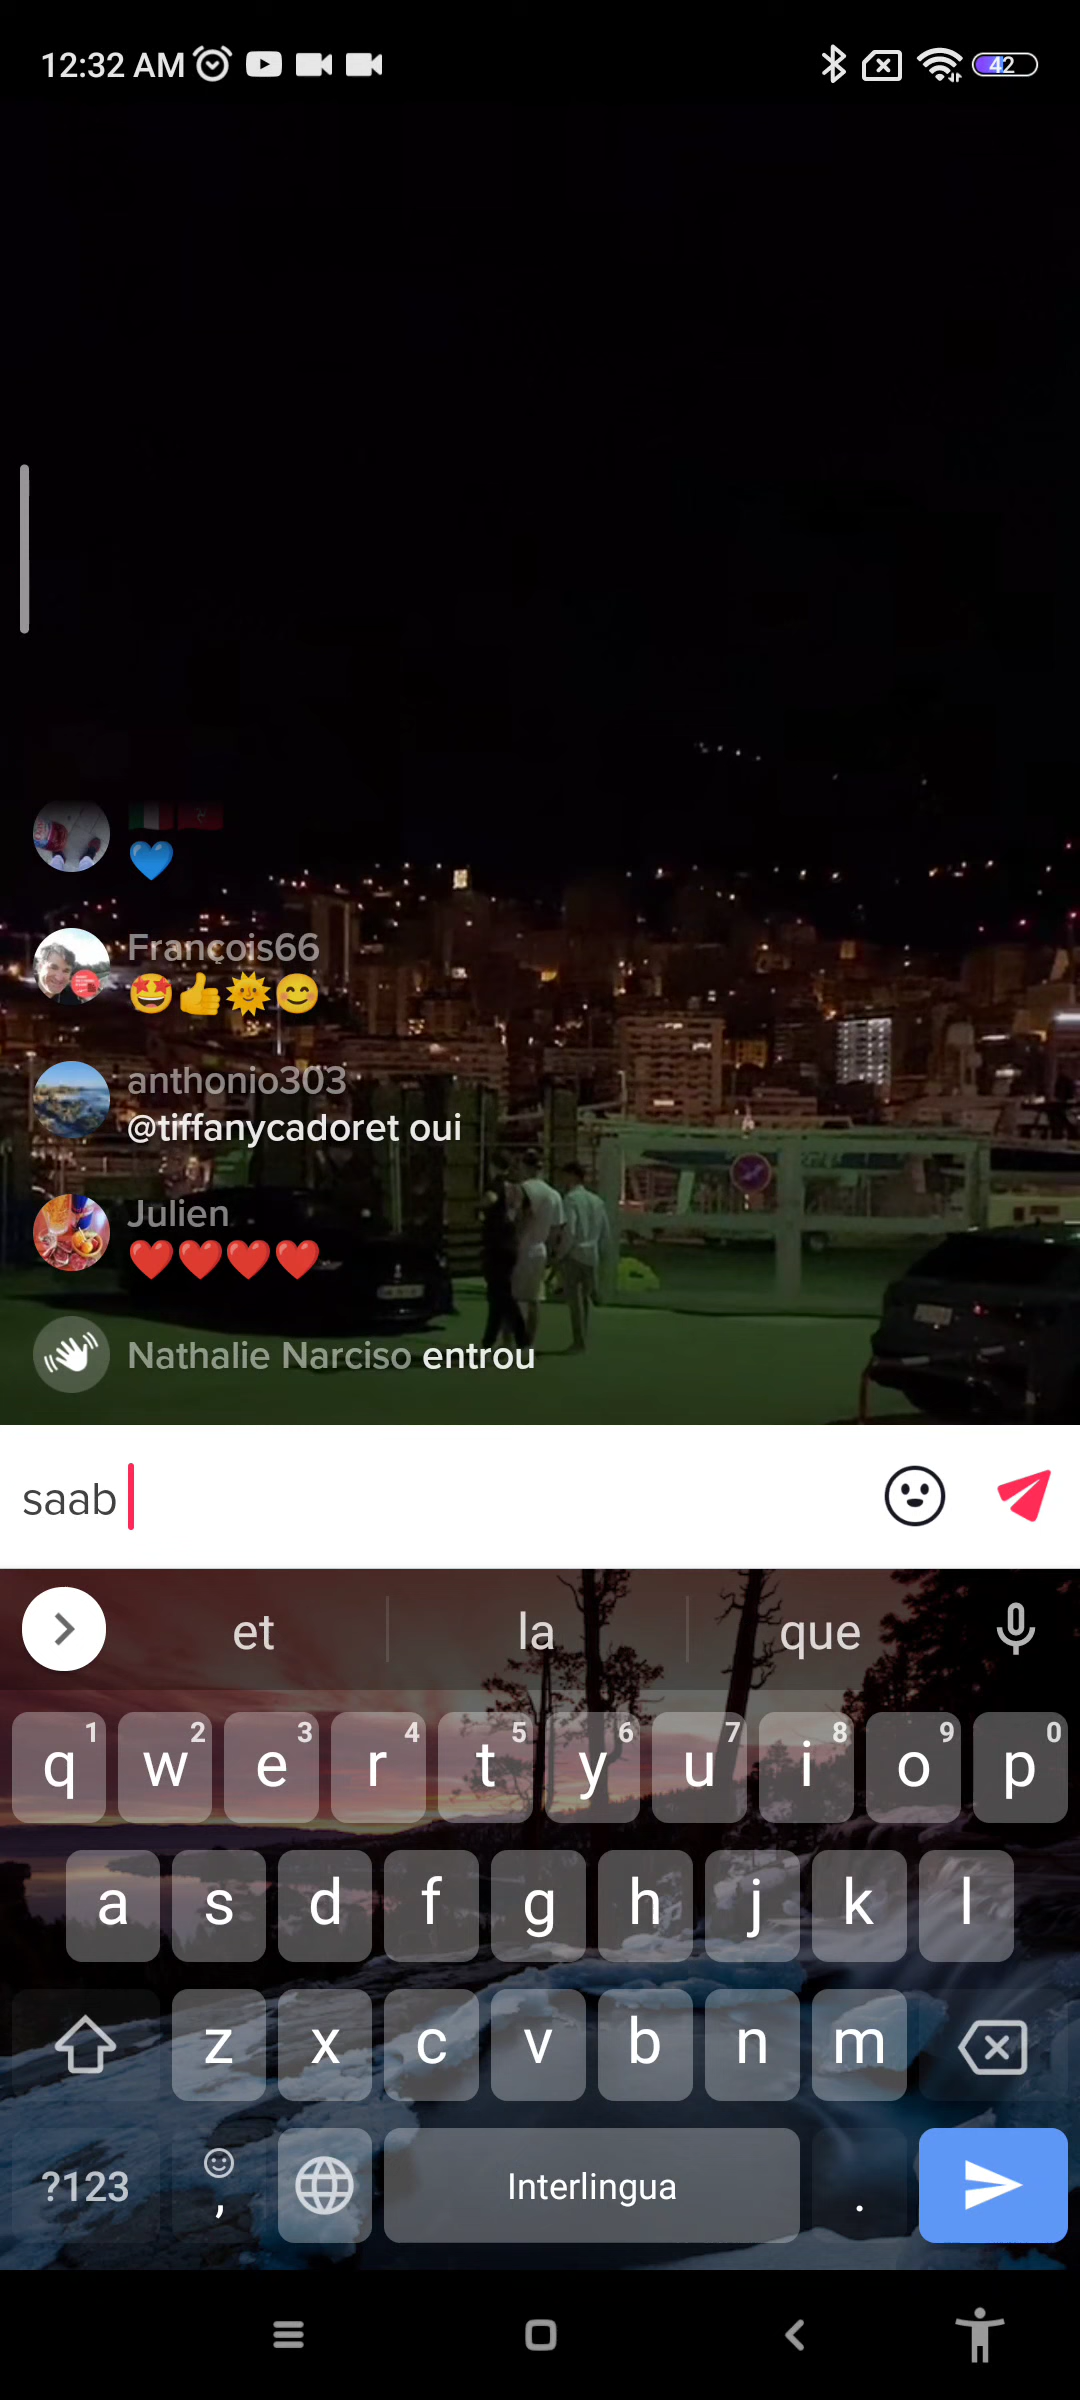 12:32 AM
42
François66
🤩👍🌞😊
anthonio303
@tiffanycadoret oui
Julien
❤️❤️❤️❤️
Nathalie Narciso entrou
saab
et la que
1 2 3 4 5 6 7 8 9 0
q w e r t y u i o p
a s d f g h j k l
z x c v b n m
?123 , Interlingua .